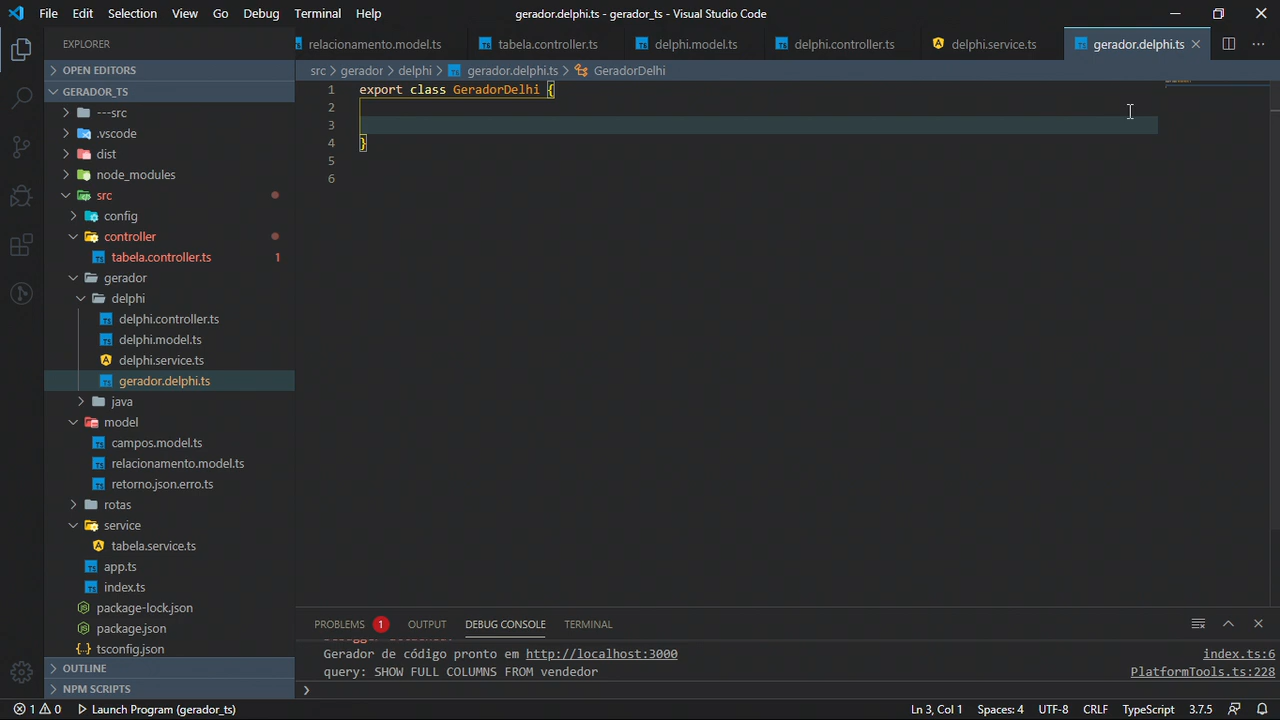 File Edit Selection View Go Debug Terminal Help
gerador.delphi.ts - gerador_ts - Visual Studio Code
EXPLORER
relacionamento.model.ts
tabela.controller.ts
delphi.model.ts
delphi.controller.ts
delphi.service.ts
gerador.delphi.ts
OPEN EDITORS
GERADOR_TS
---src
.vscode
dist
node_modules
src
config
controller
tabela.controller.ts 1
gerador
delphi
delphi.controller.ts
delphi.model.ts
delphi.service.ts
gerador.delphi.ts
java
model
campos.model.ts
relacionamento.model.ts
retorno.json.erro.ts
rotas
service
tabela.service.ts
app.ts
index.ts
package-lock.json
package.json
tsconfig.json
OUTLINE
NPM SCRIPTS
src > gerador > delphi > gerador.delphi.ts > GeradorDelhi
1 export class GeradorDelhi {
2
3
4 }
5
6
PROBLEMS 1 OUTPUT DEBUG CONSOLE TERMINAL
Gerador de código pronto em http://localhost:3000 index.ts:6
query: SHOW FULL COLUMNS FROM vendedor PlatformTools.ts:228
1 0 Launch Program (gerador_ts) Ln 3, Col 1 Spaces: 4 UTF-8 CRLF TypeScript 3.7.5